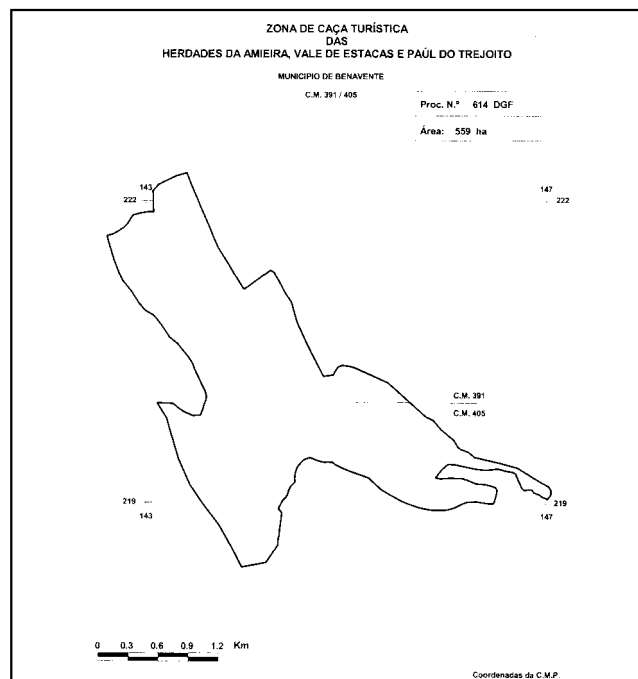 ZONA DE CAÇA TURÍSTICA
DAS
HERDADES DA AMIEIRA, VALE DE ESTACAS E PAÚL DO TREJOITO
MUNICIPIO DE BENAVENTE
C.M. 391 / 405
Proc. N.º 614 DGF
Área: 559 ha
143
222
147
222
C.M. 391
C.M. 405
219
143
219
147
0 0.3 0.6 0.9 1.2 Km
Coordenadas da C.M.P.